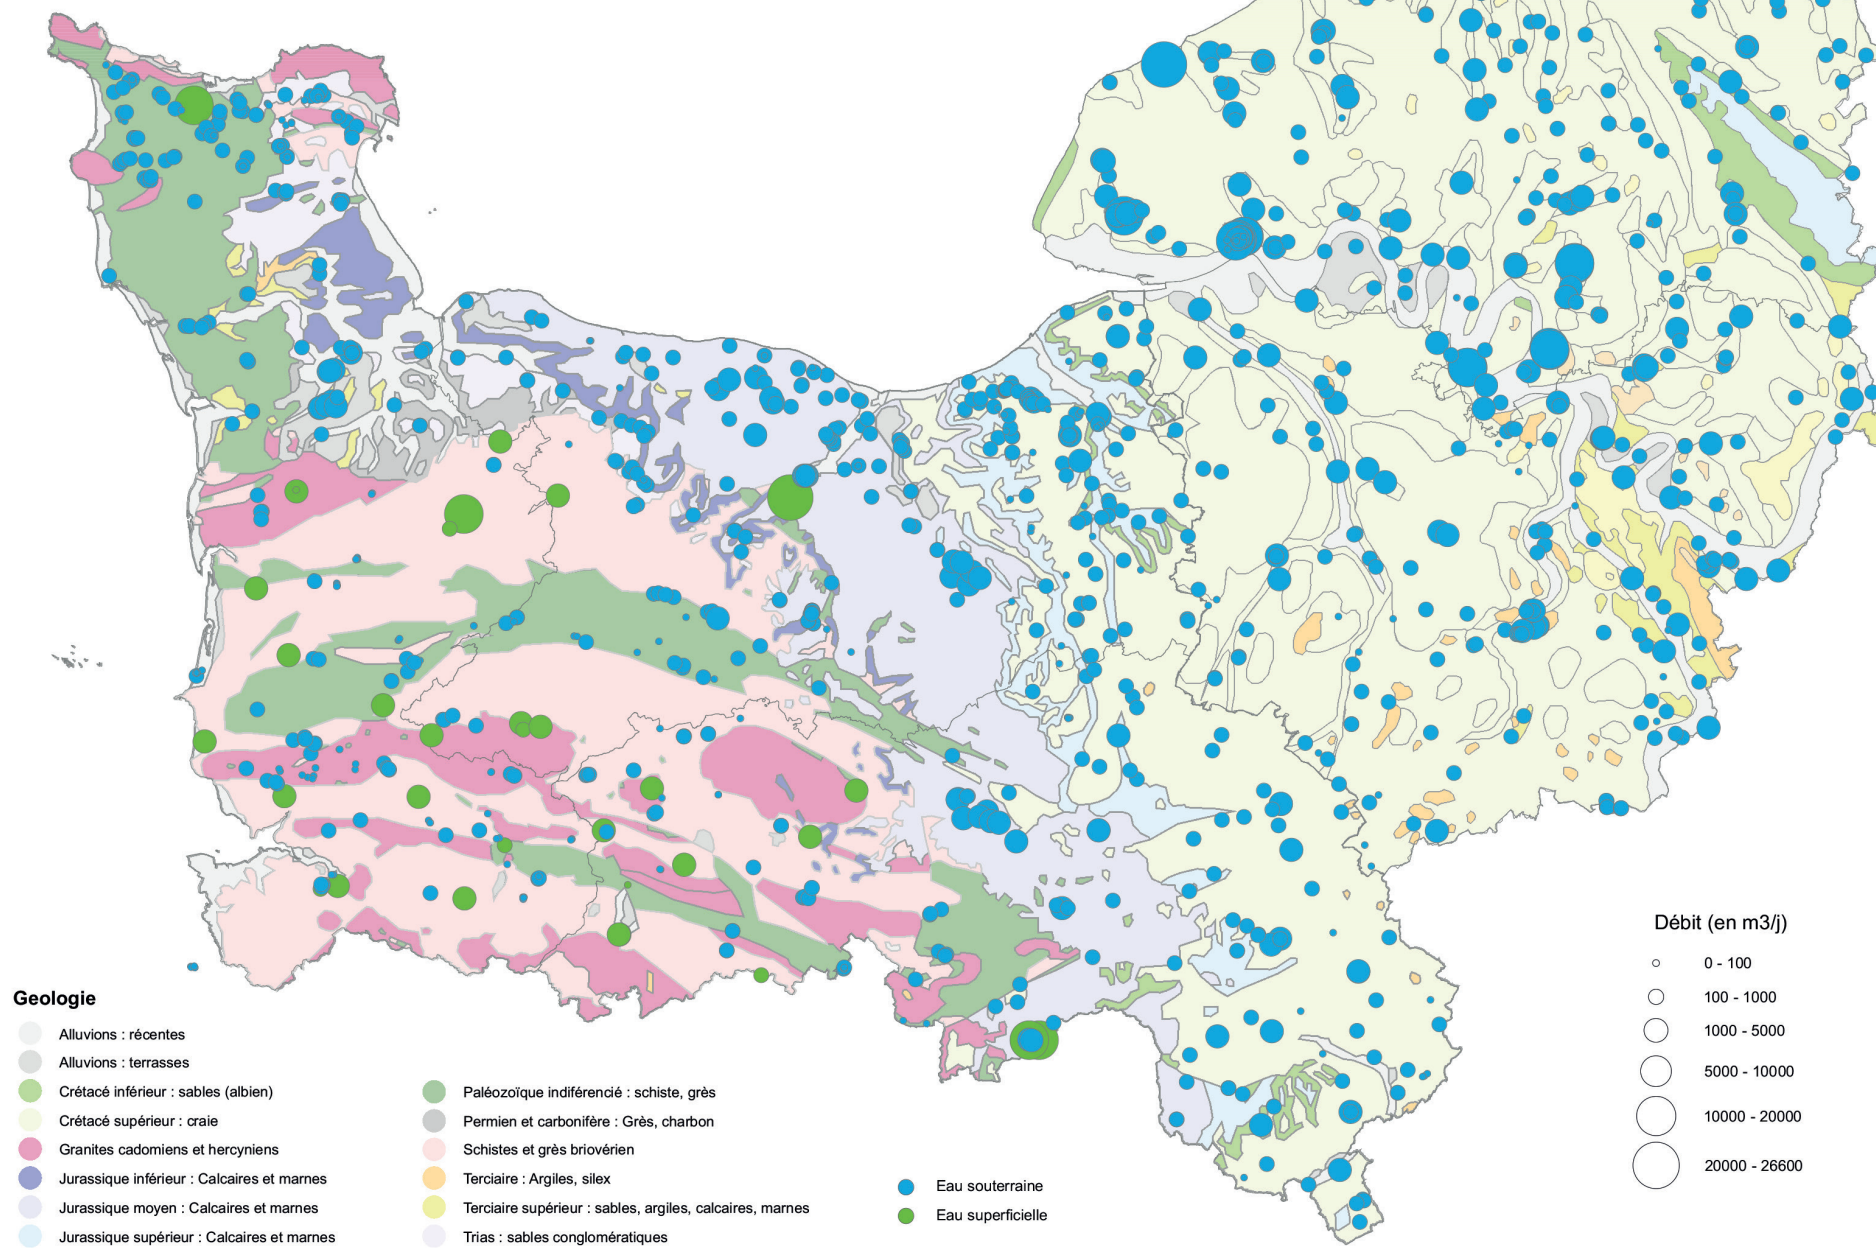 Geologie
Alluvions : récentes
Alluvions : terrasses
Crétacé inférieur : sables (albien)
Crétacé supérieur : craie
Granites cadomiens et hercyniens
Jurassique inférieur : Calcaires et marnes
Jurassique moyen : Calcaires et marnes
Jurassique supérieur : Calcaires et marnes
Paléozoïque indiférencié : schiste, grès
Permien et carbonifère : Grès, charbon
Schistes et grès briovérien
Terciaire : Argiles, silex
Terciaire supérieur : sables, argiles, calcaires, marnes
Trias : sables conglomératiques
Eau souterraine
Eau superficielle
Débit (en m3/j)
0 - 100
100 - 1000
1000 - 5000
5000 - 10000
10000 - 20000
20000 - 26600